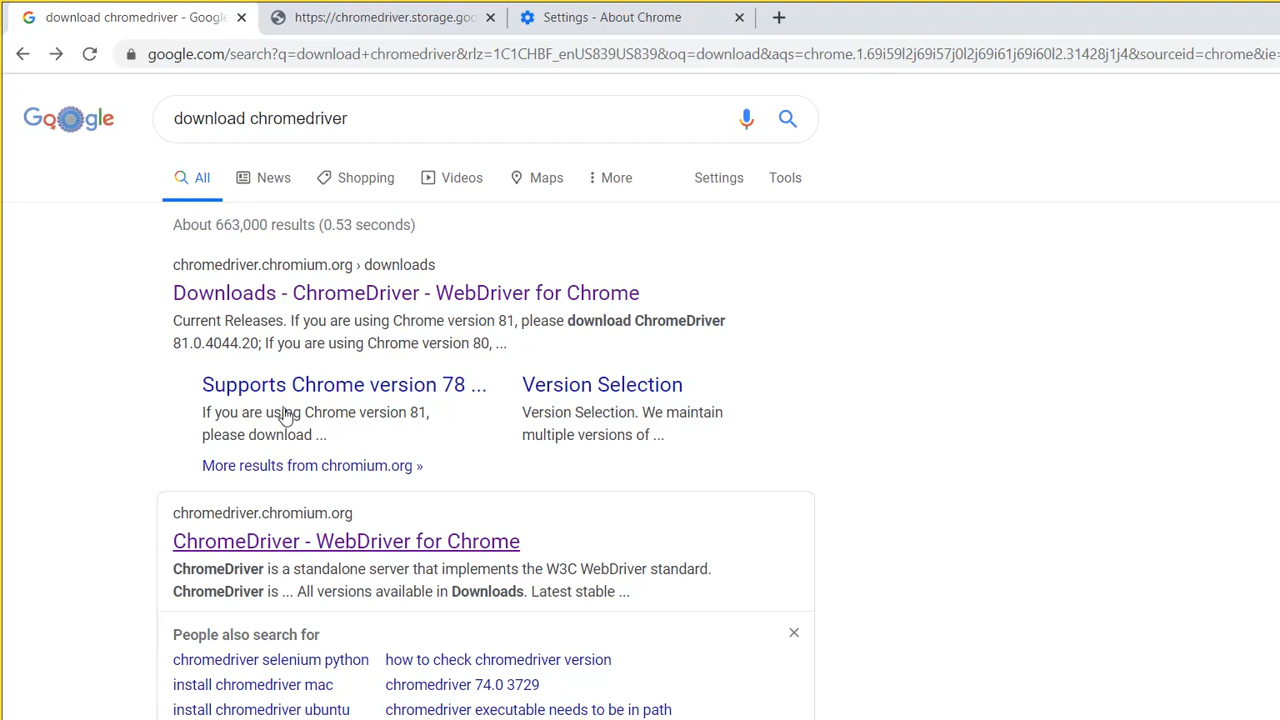 download chromedriver - Google
https://chromedriver.storage.goo
Settings - About Chrome
google.com/search?q=download+chromedriver&rlz=1C1CHBF_enUS839US839&oq=download&aqs=chrome.1.69i59l2j69i57j0l2j69i61j69i60l2.31428j1j4&sourceid=chrome&ie=
Google
download chromedriver
All News Shopping Videos Maps More Settings Tools
About 663,000 results (0.53 seconds)
chromedriver.chromium.org › downloads
Downloads - ChromeDriver - WebDriver for Chrome
Current Releases. If you are using Chrome version 81, please download ChromeDriver
81.0.4044.20; If you are using Chrome version 80, ...
Supports Chrome version 78 ...
If you are using Chrome version 81,
please download ...
Version Selection
Version Selection. We maintain
multiple versions of ...
More results from chromium.org »
chromedriver.chromium.org
ChromeDriver - WebDriver for Chrome
ChromeDriver is a standalone server that implements the W3C WebDriver standard.
ChromeDriver is ... All versions available in Downloads. Latest stable ...
People also search for
chromedriver selenium python
how to check chromedriver version
install chromedriver mac
chromedriver 74.0 3729
install chromedriver ubuntu
chromedriver executable needs to be in path